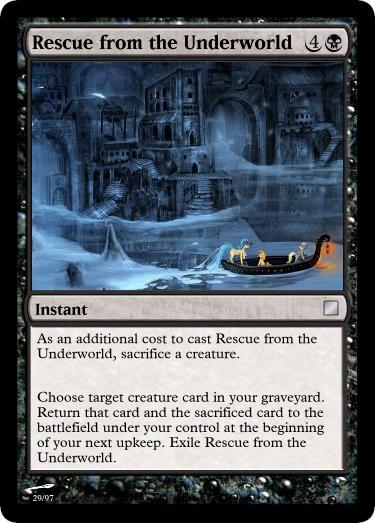 Rescue from the Underworld 4
Instant
As an additional cost to cast Rescue from the
Underworld, sacrifice a creature.
Choose target creature card in your graveyard.
Return that card and the sacrificed card to the
battlefield under your control at the beginning
of your next upkeep. Exile Rescue from the
Underworld.
29/97